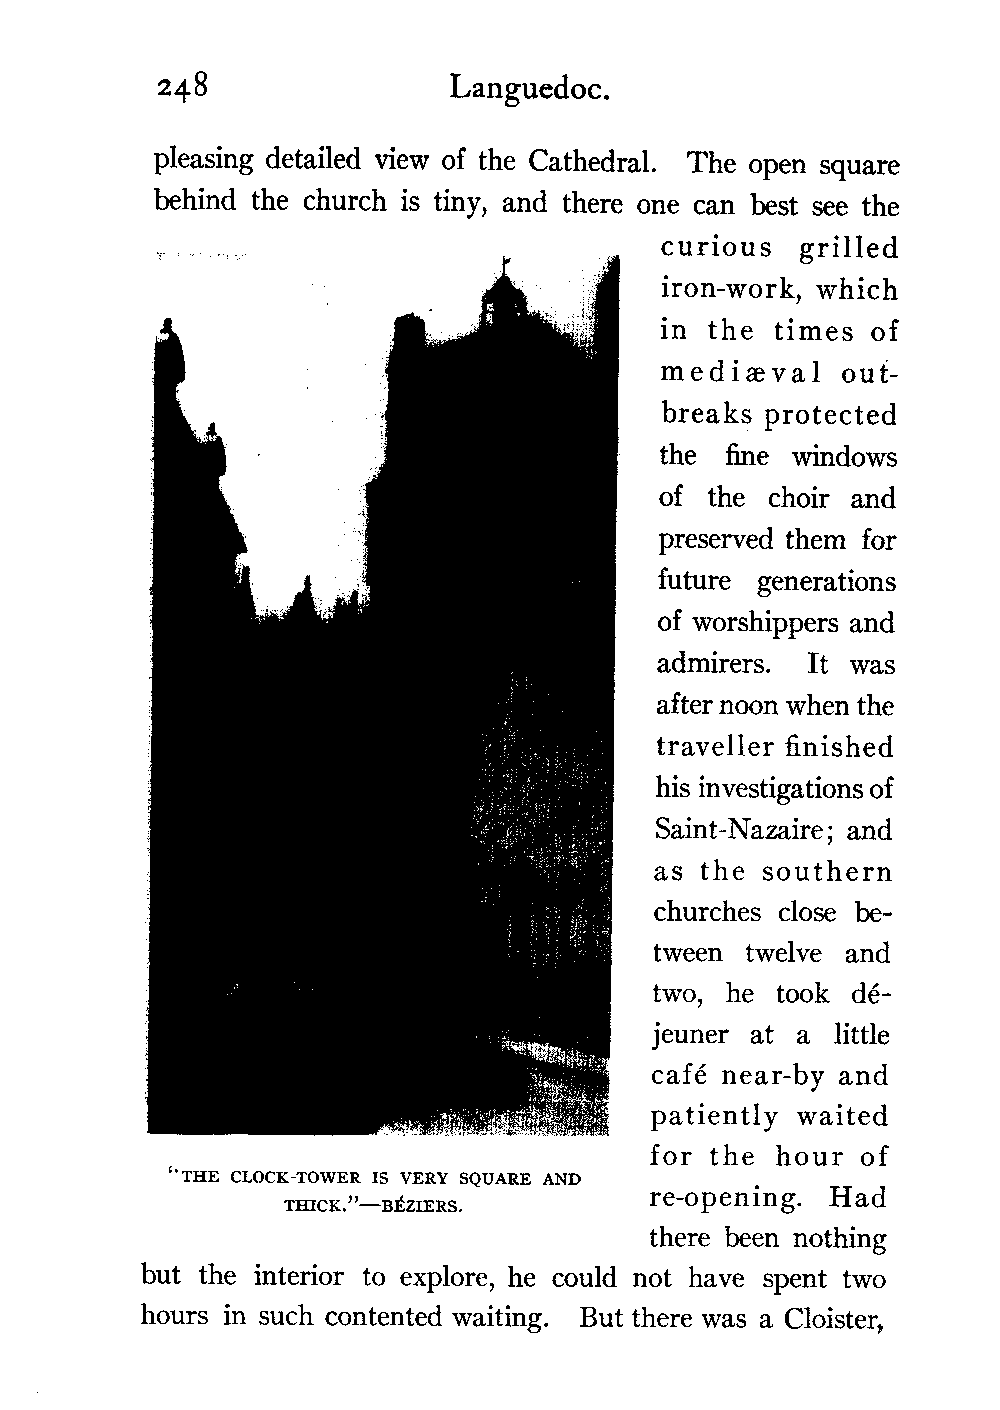 248 Languedoc.
pleasing detailed view of the Cathedral. The open square
behind the church is tiny, and there one can best see the
curious grilled
iron-work, which
in the times of
mediæval out-
breaks protected
the fine windows
of the choir and
preserved them for
future generations
of worshippers and
admirers. It was
after noon when the
traveller finished
his investigations of
Saint-Nazaire; and
as the southern
churches close be-
tween twelve and
two, he took dé-
jeuner at a little
café near-by and
patiently waited
for the hour of
re-opening. Had
there been nothing
"THE CLOCK-TOWER IS VERY SQUARE AND
THICK."—BÉZIERS.
but the interior to explore, he could not have spent two
hours in such contented waiting. But there was a Cloister,